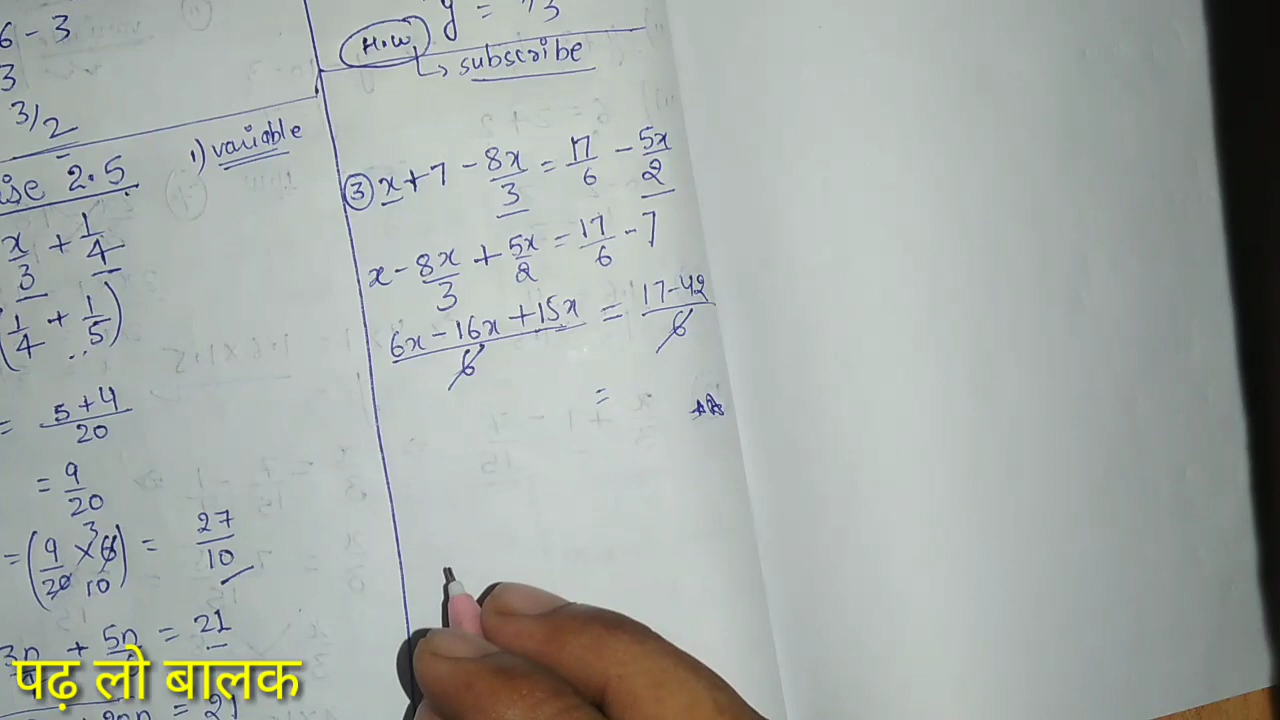 6 - 3
3
3/2
ise 2.5
1) variable
x/3 + 1/4
(1/4 + 1/5)
= 5+4/20
= 9/20
= (9/20 × 6) 3 10 = 27/10
3n + 5n = 21
= 21
y =
H.W
↳ subscribe
③ x + 7 - 8x/3 = 17/6 - 5x/2
x - 8x/3 + 5x/2 = 17/6 - 7
6x - 16x + 15x/6 = 17-42/6
=
पढ़ लो बालक